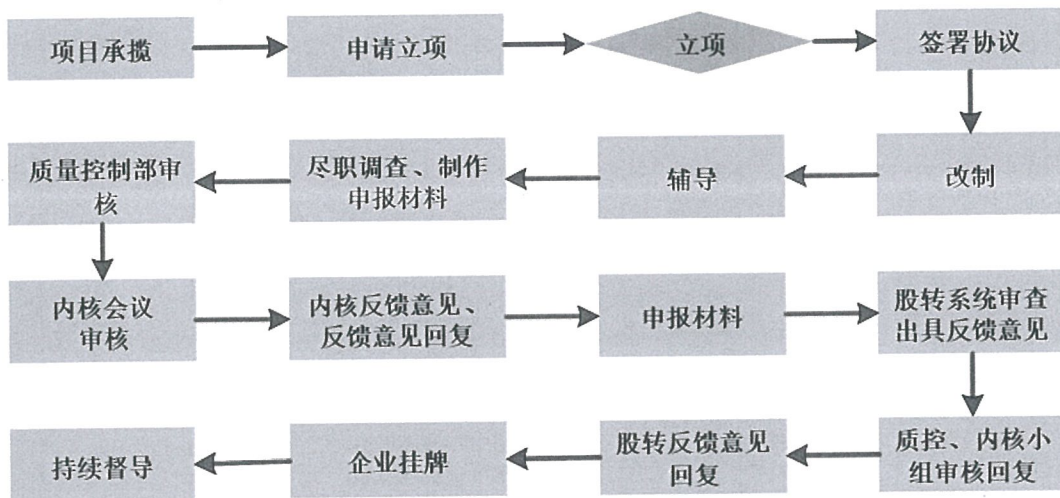 项目承揽
申请立项
立项
签署协议
改制
辅导
尽职调查、制作
申报材料
质量控制部审
核
内核会议
审核
内核反馈意见、
反馈意见回复
申报材料
股转系统审查
出具反馈意见
质控、内核小
组审核回复
股转反馈意见
回复
企业挂牌
持续督导